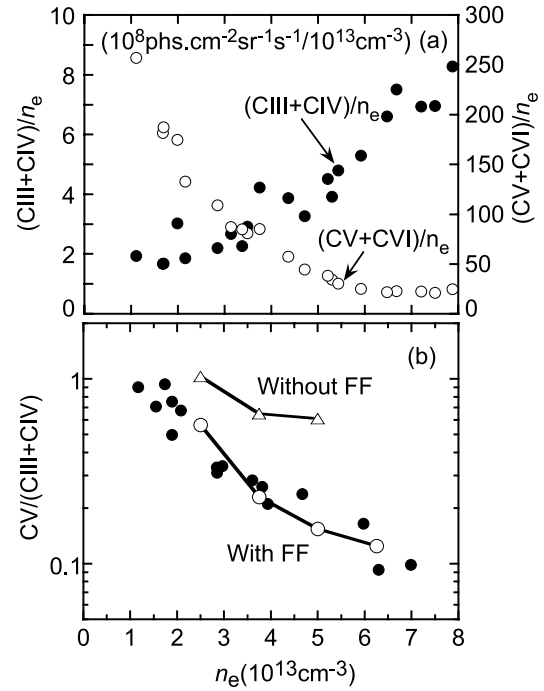 (10⁸phs.cm⁻²sr⁻¹s⁻¹/10¹³cm⁻³) (a)
(CIII+CIV)/nₑ
(CV+CVI)/nₑ
(CIII+CIV)/nₑ
(CV+CVI)/nₑ
10
8
6
4
2
0
300
250
200
150
100
50
0
(b)
Without FF
With FF
CV/(CIII+CIV)
1
0.1
0 1 2 3 4 5 6 7 8
nₑ(10¹³cm⁻³)